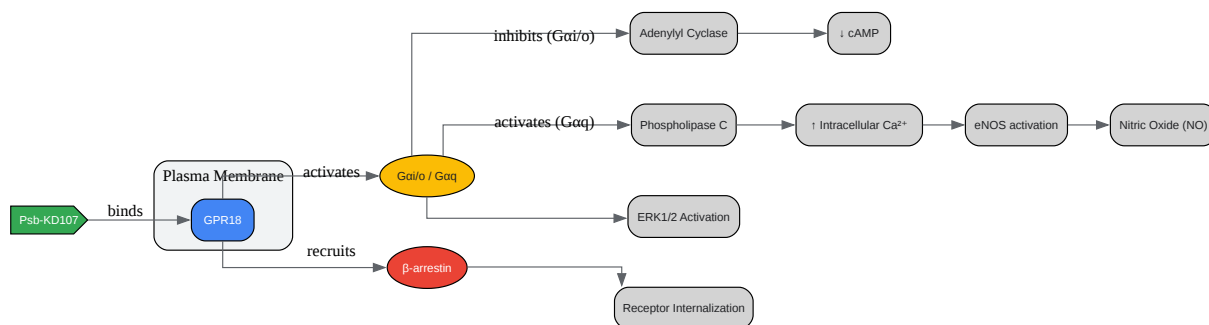 inhibits (Gαi/o)
Adenylyl Cyclase
↓ cAMP
activates (Gαq)
Phospholipase C
↑ Intracellular Ca²⁺
eNOS activation
Nitric Oxide (NO)
Plasma Membrane
activates
Gαi/o / Gαq
Psb-KD107
binds
GPR18
ERK1/2 Activation
recruits
β-arrestin
Receptor Internalization